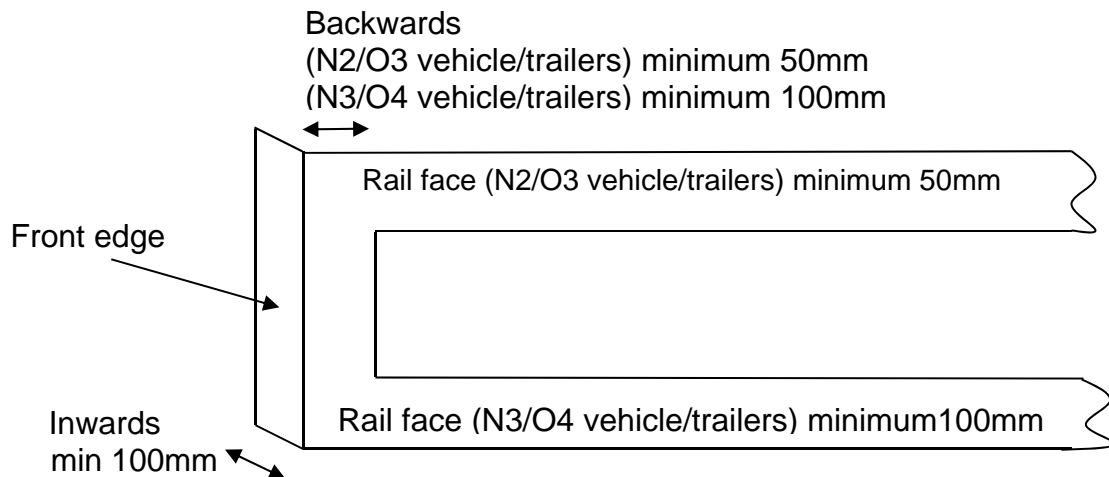 Backwards
(N2/O3 vehicle/trailers) minimum 50mm
(N3/O4 vehicle/trailers) minimum 100mm
Rail face (N2/O3 vehicle/trailers) minimum 50mm
Front edge
Rail face (N3/O4 vehicle/trailers) minimum100mm
Inwards
min 100mm